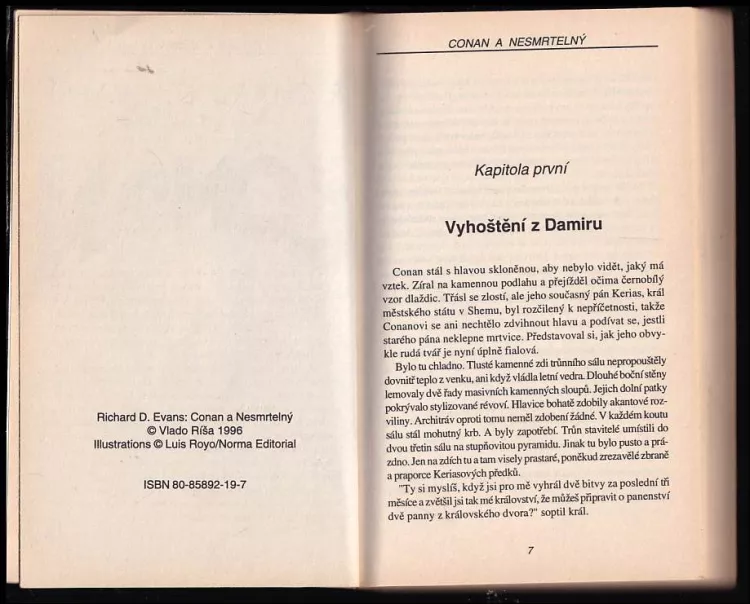 Richard D. Evans: Conan a Nesmrtelný
© Vlado Ríša 1996
Illustrations © Luis Royo/Norma Editorial
ISBN 80-85892-19-7
CONAN A NESMRTELNÝ
Kapitola první
Vyhoštění z Damiru
Conan stál s hlavou skloněnou, aby nebylo vidět, jaký má
vztek. Zíral na kamennou podlahu a přejížděl očima černobílý
vzor dlaždic. Třásl se zlostí, ale jeho současný pán Kerias, král
městského státu v Shemu, byl rozčilený k nepříčetnosti, takže
Conanovi se ani nechtělo zdvihnout hlavu a podívat se, jestli
starého pána neklepne mrtvice. Představoval si, jak jeho obvy-
kle rudá tvář je nyní úplně fialová.
Bylo tu chladno. Tlusté kamenné zdi trůnního sálu nepropouštěly
dovnitř teplo z venku, ani když vládla letní vedra. Dlouhé boční stěny
lemovaly dvě řady masivních kamenných sloupů. Jejich dolní patky
pokrývalo stylizované révoví. Hlavice bohatě zdobily akantové roz-
viliny. Architráv oproti tomu neměl zdobení žádné. V každém koutu
sálu stál mohutný krb. A byly zapotřebí. Trůn stavitelé umístili do
dvou třetin sálu na stupňovitou pyramidu. Jinak tu bylo pusto a prá-
zdno. Jen na zdích tu a tam visely prastaré, poněkud zrezavělé zbraně
a praporce Keriasových předků.
"Ty si myslíš, když jsi pro mě vyhrál dvě bitvy za poslední tři
měsíce a zvětšil jsi tak mé království, že můžeš připravit o panenství
dvě panny z královského dvora?" soptil král.
7